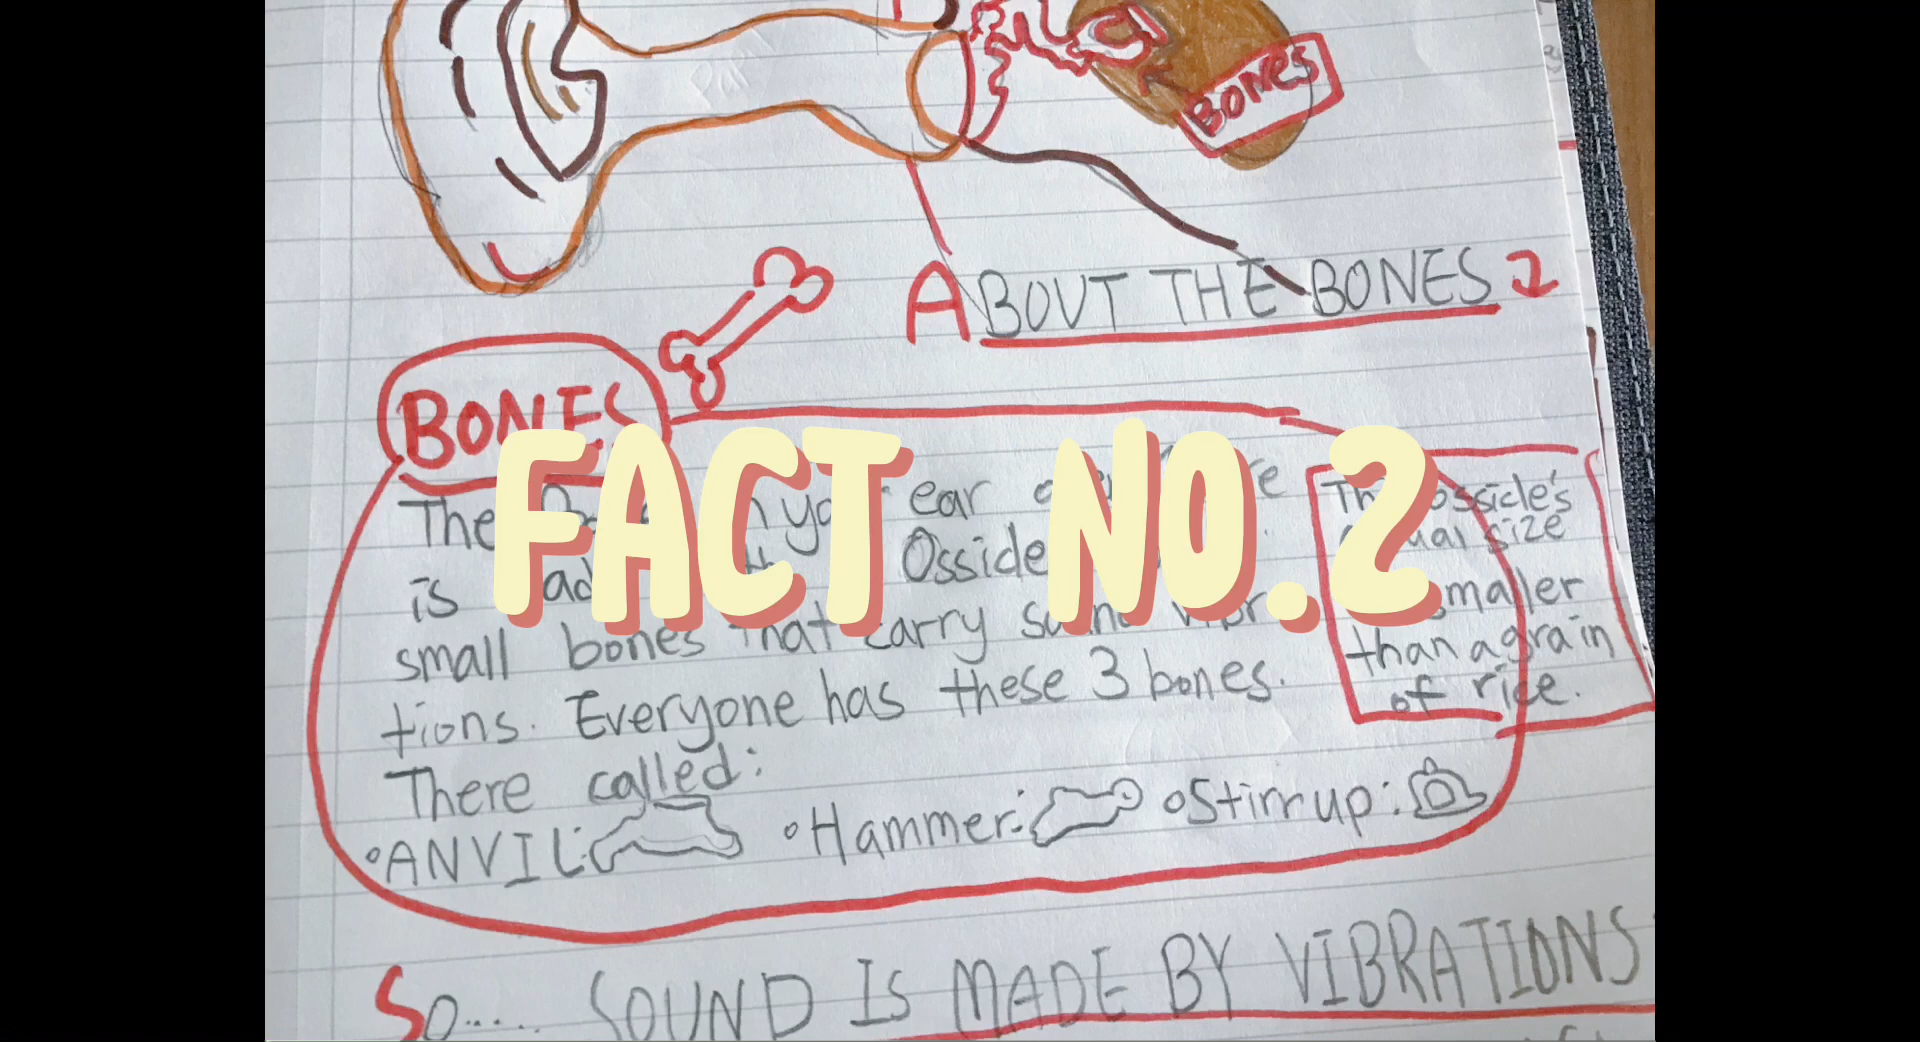 Bones
ABOUT THE BONES 2
BONES
FACT NO.2
The ear
is Osside
small bones that carry
tions. Everyone has these 3 bones.
There called:
•ANVIL: •Hammer: •Stirrup:
ossicle's
size
smaller
than a grain
of rice.
So.... SOUND IS MADE BY VIBRATIONS